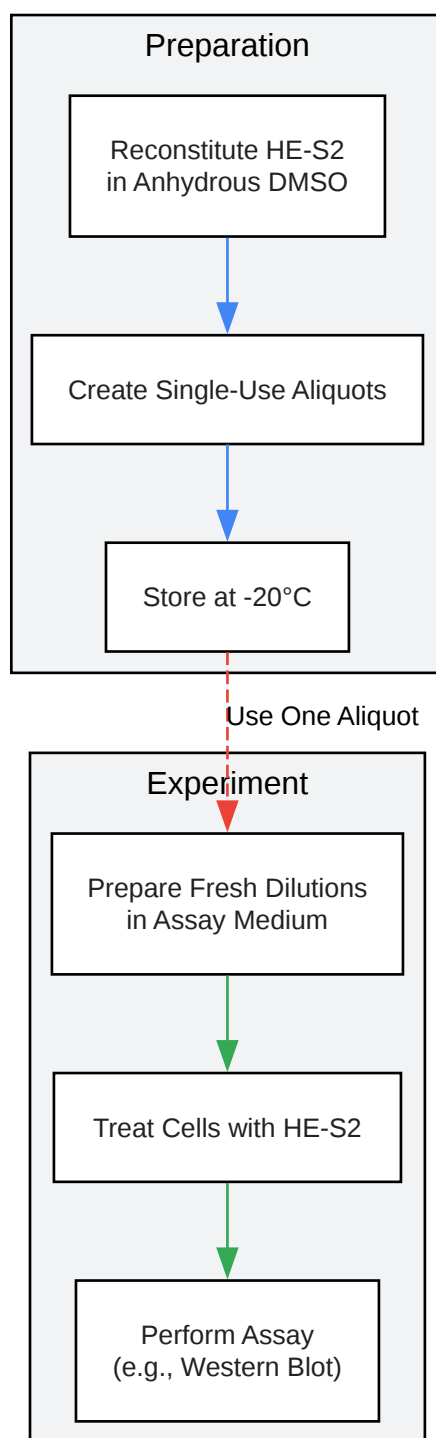 Preparation
Reconstitute HE-S2
in Anhydrous DMSO
Create Single-Use Aliquots
Store at -20°C
Use One Aliquot
Experiment
Prepare Fresh Dilutions
in Assay Medium
Treat Cells with HE-S2
Perform Assay
(e.g., Western Blot)